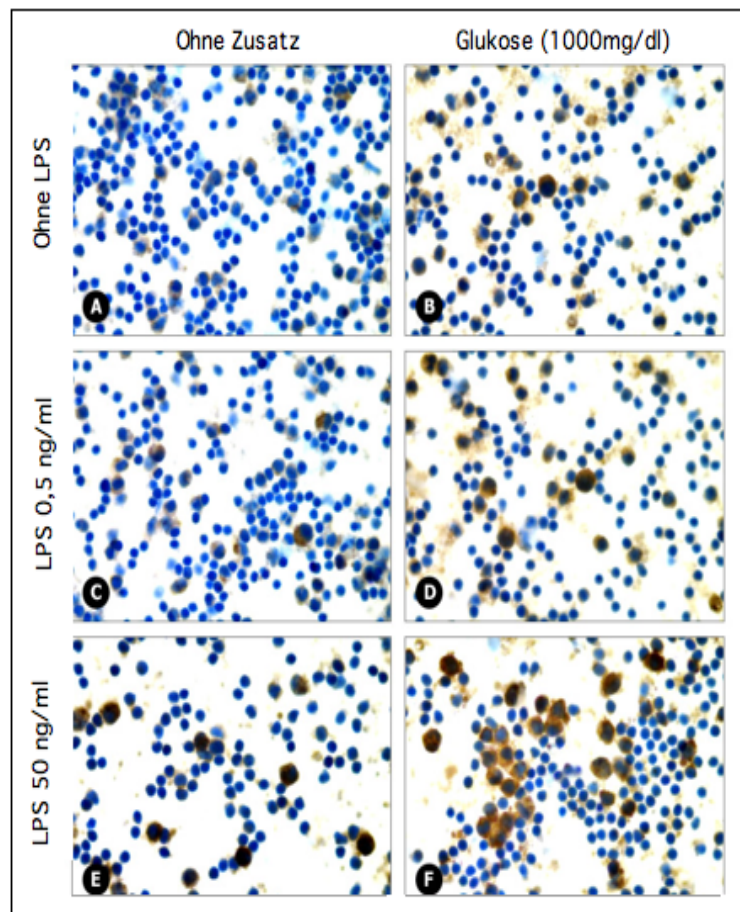 Ohne Zusatz
Glukose (1000mg/dl)
Ohne LPS
A
B
LPS 0,5 ng/ml
C
D
LPS 50 ng/ml
E
F